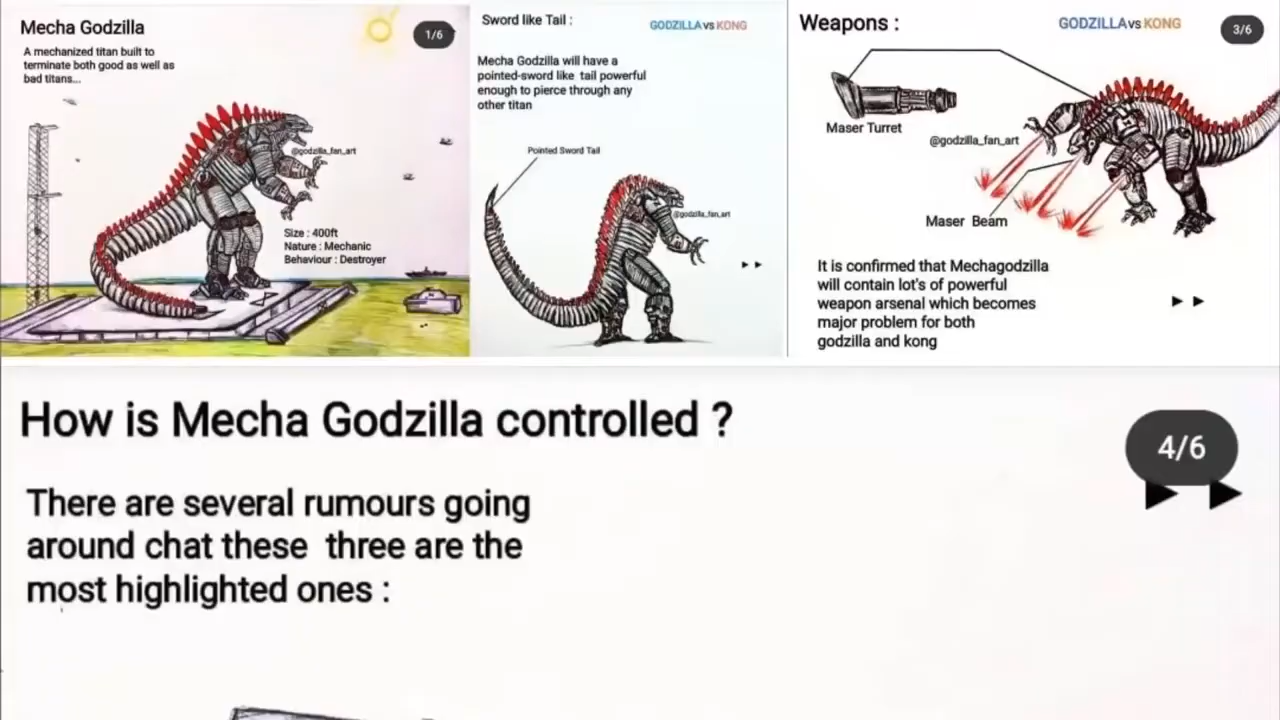 Mecha Godzilla
1/6
A mechanized titan built to
terminate both good as well as
bad titans...
@godzilla_fan_art
Size : 400ft
Nature : Mechanic
Behaviour : Destroyer
Sword like Tail :
GODZILLA vs KONG
Mecha Godzilla will have a
pointed-sword like tail powerful
enough to pierce through any
other titan
Pointed Sword Tail
@godzilla_fan_art
Weapons :
GODZILLA vs KONG
3/6
Maser Turret
@godzilla_fan_art
Maser Beam
It is confirmed that Mechagodzilla
will contain lot's of powerful
weapon arsenal which becomes
major problem for both
godzilla and kong
How is Mecha Godzilla controlled ?
4/6
There are several rumours going
around chat these three are the
most highlighted ones :